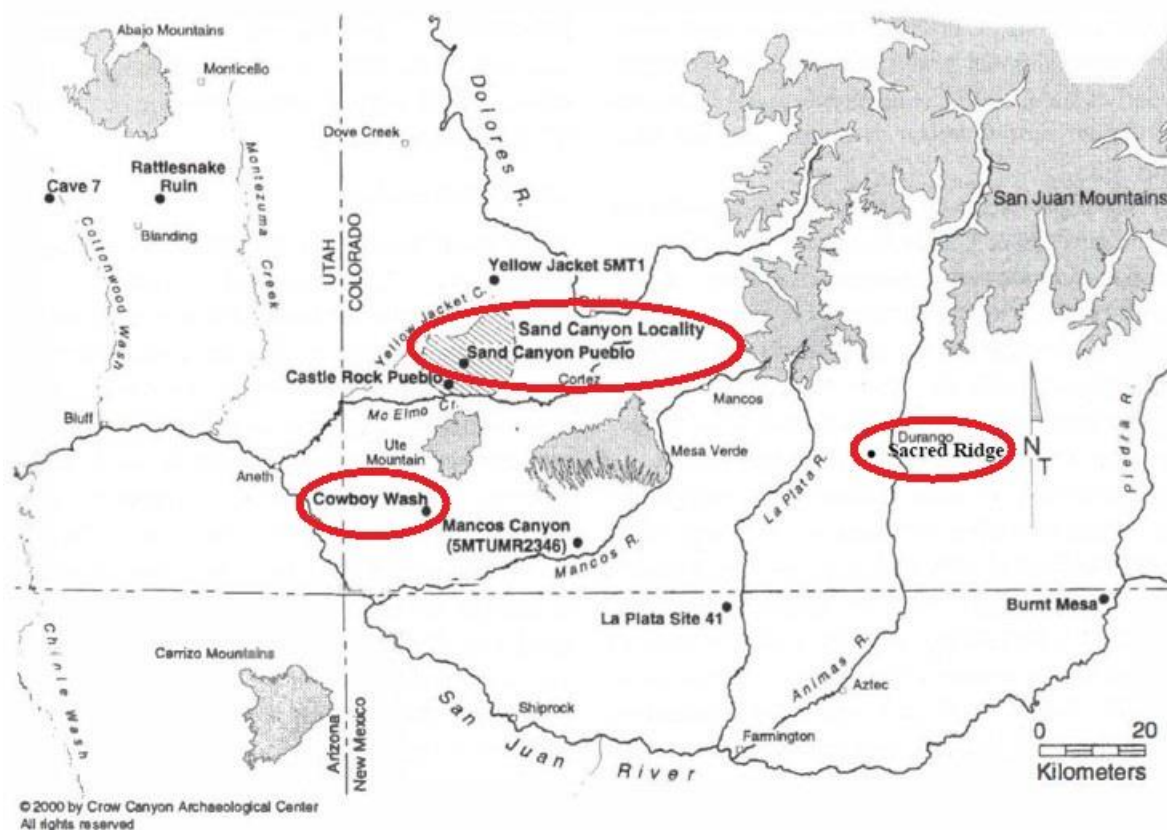 Abajo Mountains
Monticello
Dove Creek
Dolores R.
Cave 7
Rattlesnake
Ruin
Blanding
Montezuma
Creek
Cottonwood Wash
UTAH
COLORADO
San Juan Mountains
Yellow Jacket 5MT1
Yellow Jacket C.
Sand Canyon Locality
Sand Canyon Pueblo
Castle Rock Pueblo
Cortez
Mc Elmo Cr.
Mancos
Bluff
Ute
Mountain
Mesa Verde
La Plata R.
Durango
Sacred Ridge
N
T
Piedra R.
Aneth
Cowboy Wash
Mancos Canyon
(5MTUMR2346)
Mancos R.
La Plata Site 41
Burnt Mesa
Chinle Wash
Carrizo Mountains
Arizona
New Mexico
Shiprock
San Juan River
Animas R.
Aztec
Farmington
0 20
Kilometers
© 2000 by Crow Canyon Archaeological Center
All rights reserved